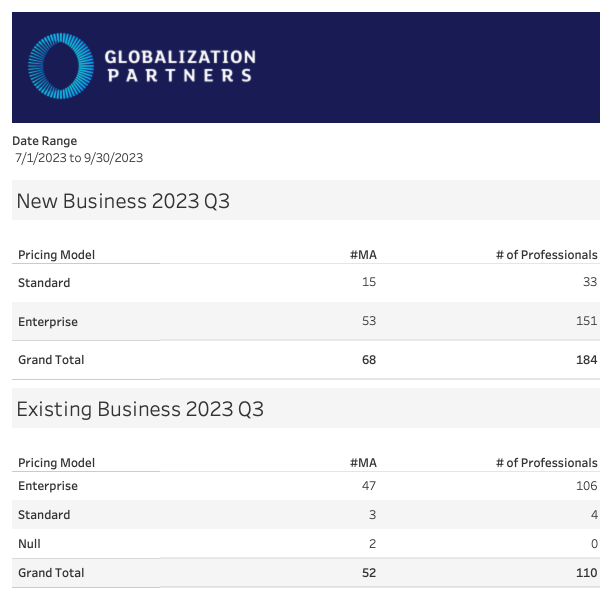 GLOBALIZATION
PARTNERS
Date Range
7/1/2023 to 9/30/2023
New Business 2023 Q3
Pricing Model #MA # of Professionals
Standard 15 33
Enterprise 53 151
Grand Total 68 184
Existing Business 2023 Q3
Pricing Model #MA # of Professionals
Enterprise 47 106
Standard 3 4
Null 2 0
Grand Total 52 110